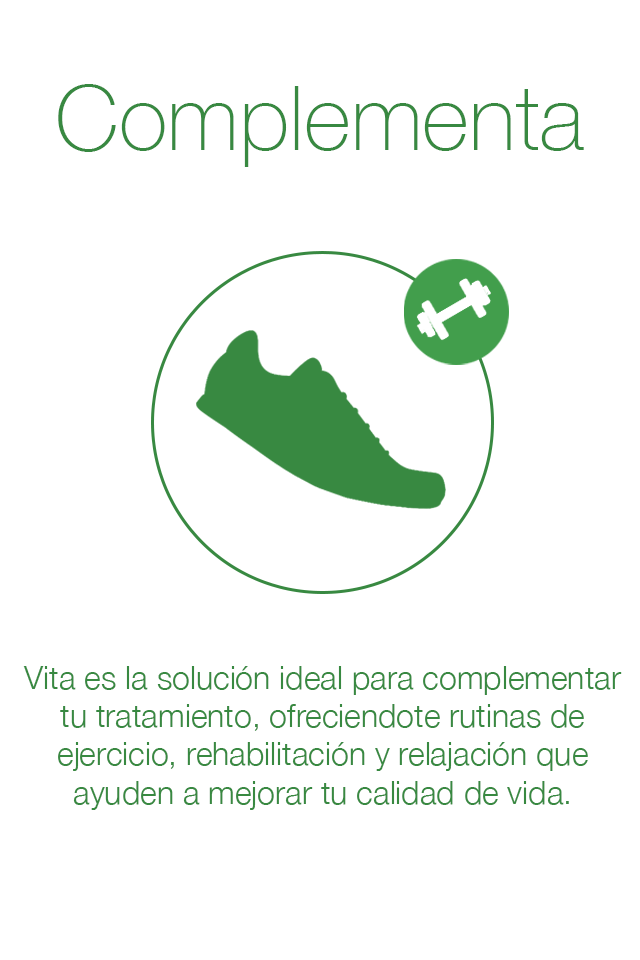 Complementa
Vita es la solución ideal para complementar
tu tratamiento, ofreciendote rutinas de
ejercicio, rehabilitación y relajación que
ayuden a mejorar tu calidad de vida.